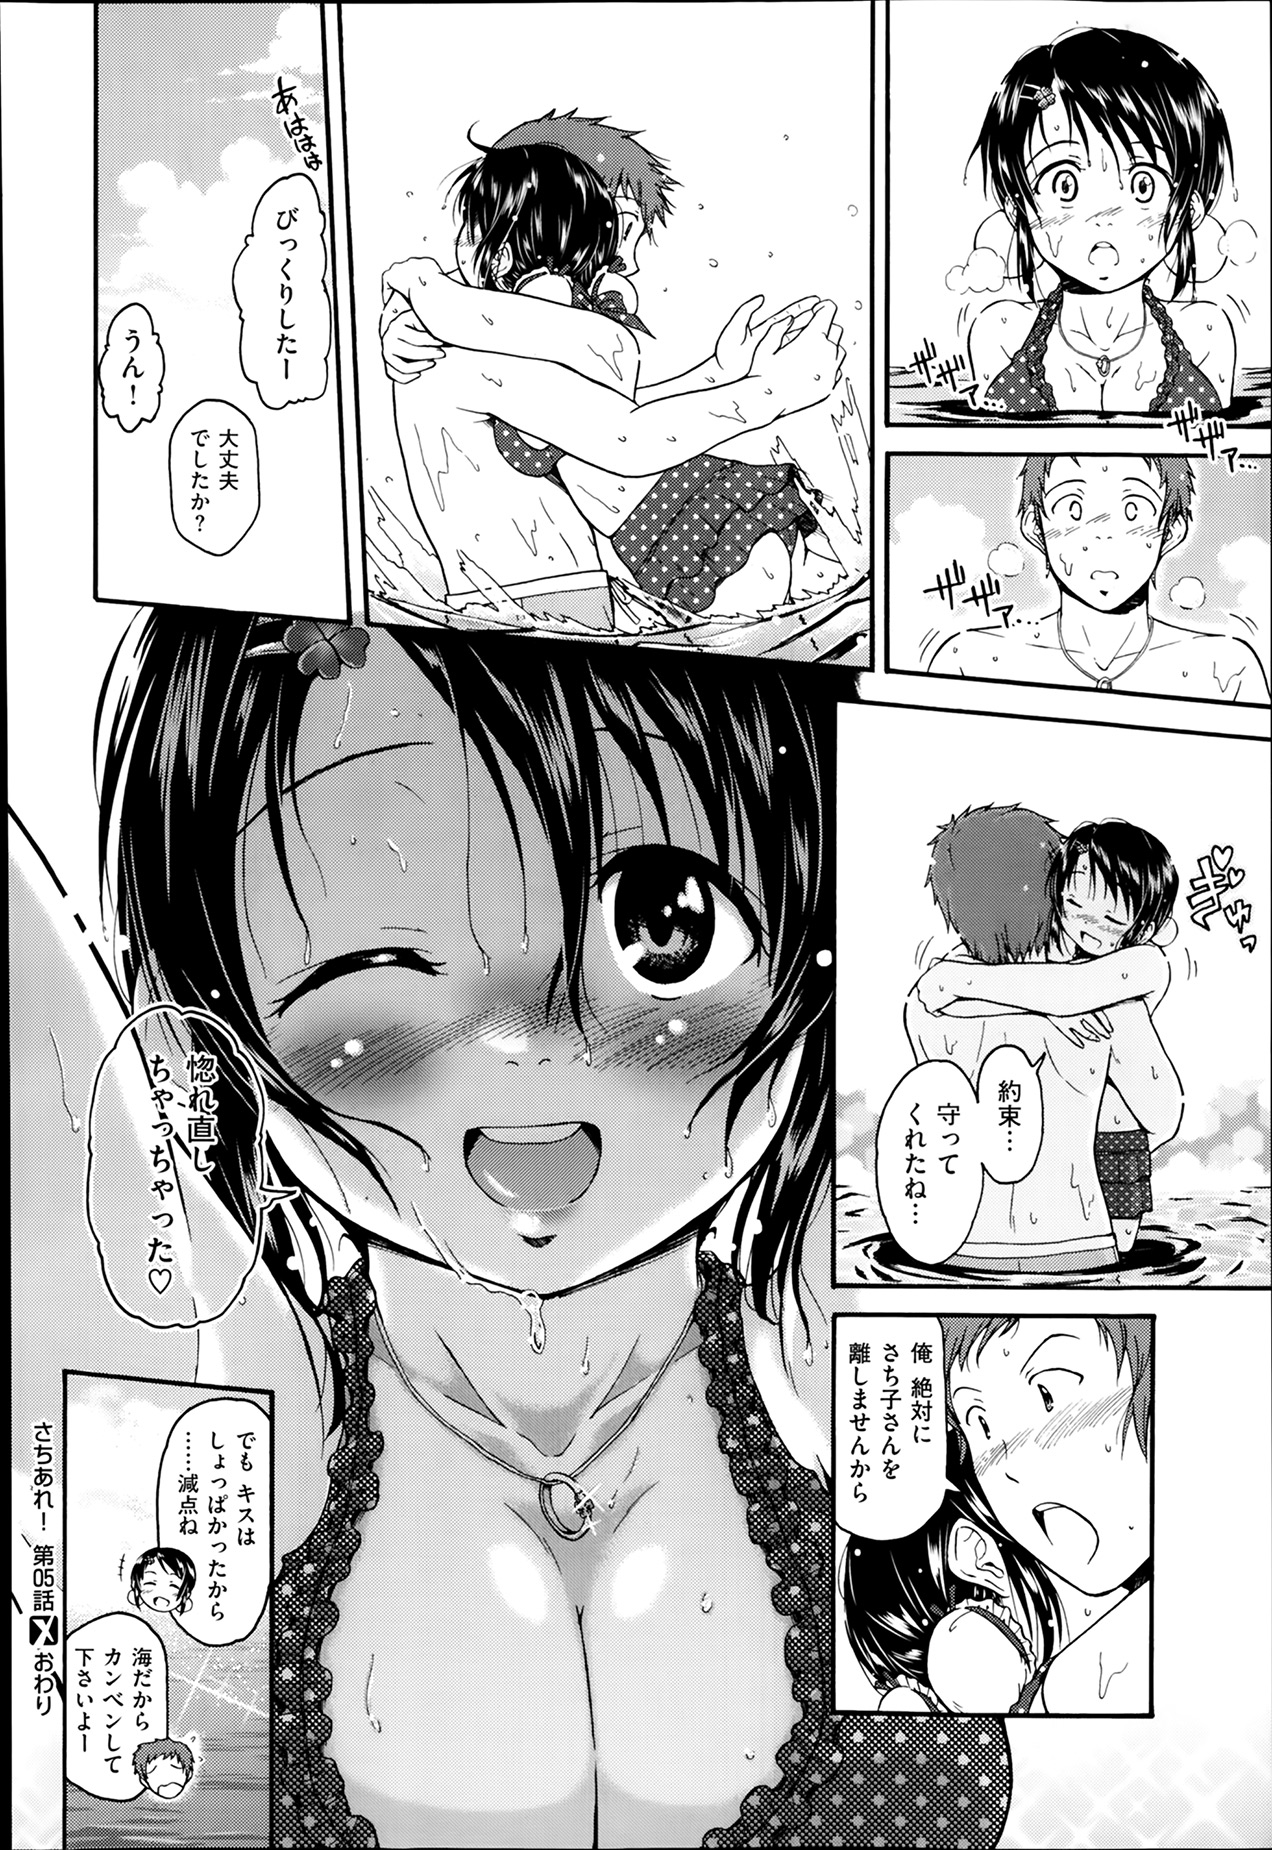 ザァ
ザァ…
ザァ
ザァ…
ザァ
ザァ…
あははは
びっくりしたー
うん!
大丈夫
でしたか?
ぎゅっ
約束…
守って
くれたね…
俺 絶対に
さち子さんを
離しませんから
惚れ直し
ちゃっちゃった♡
でも キスは
しょっぱかったから
……減点ね
海だから
カンベンして
下さいよー
さちあれ! 第05話 X おわり